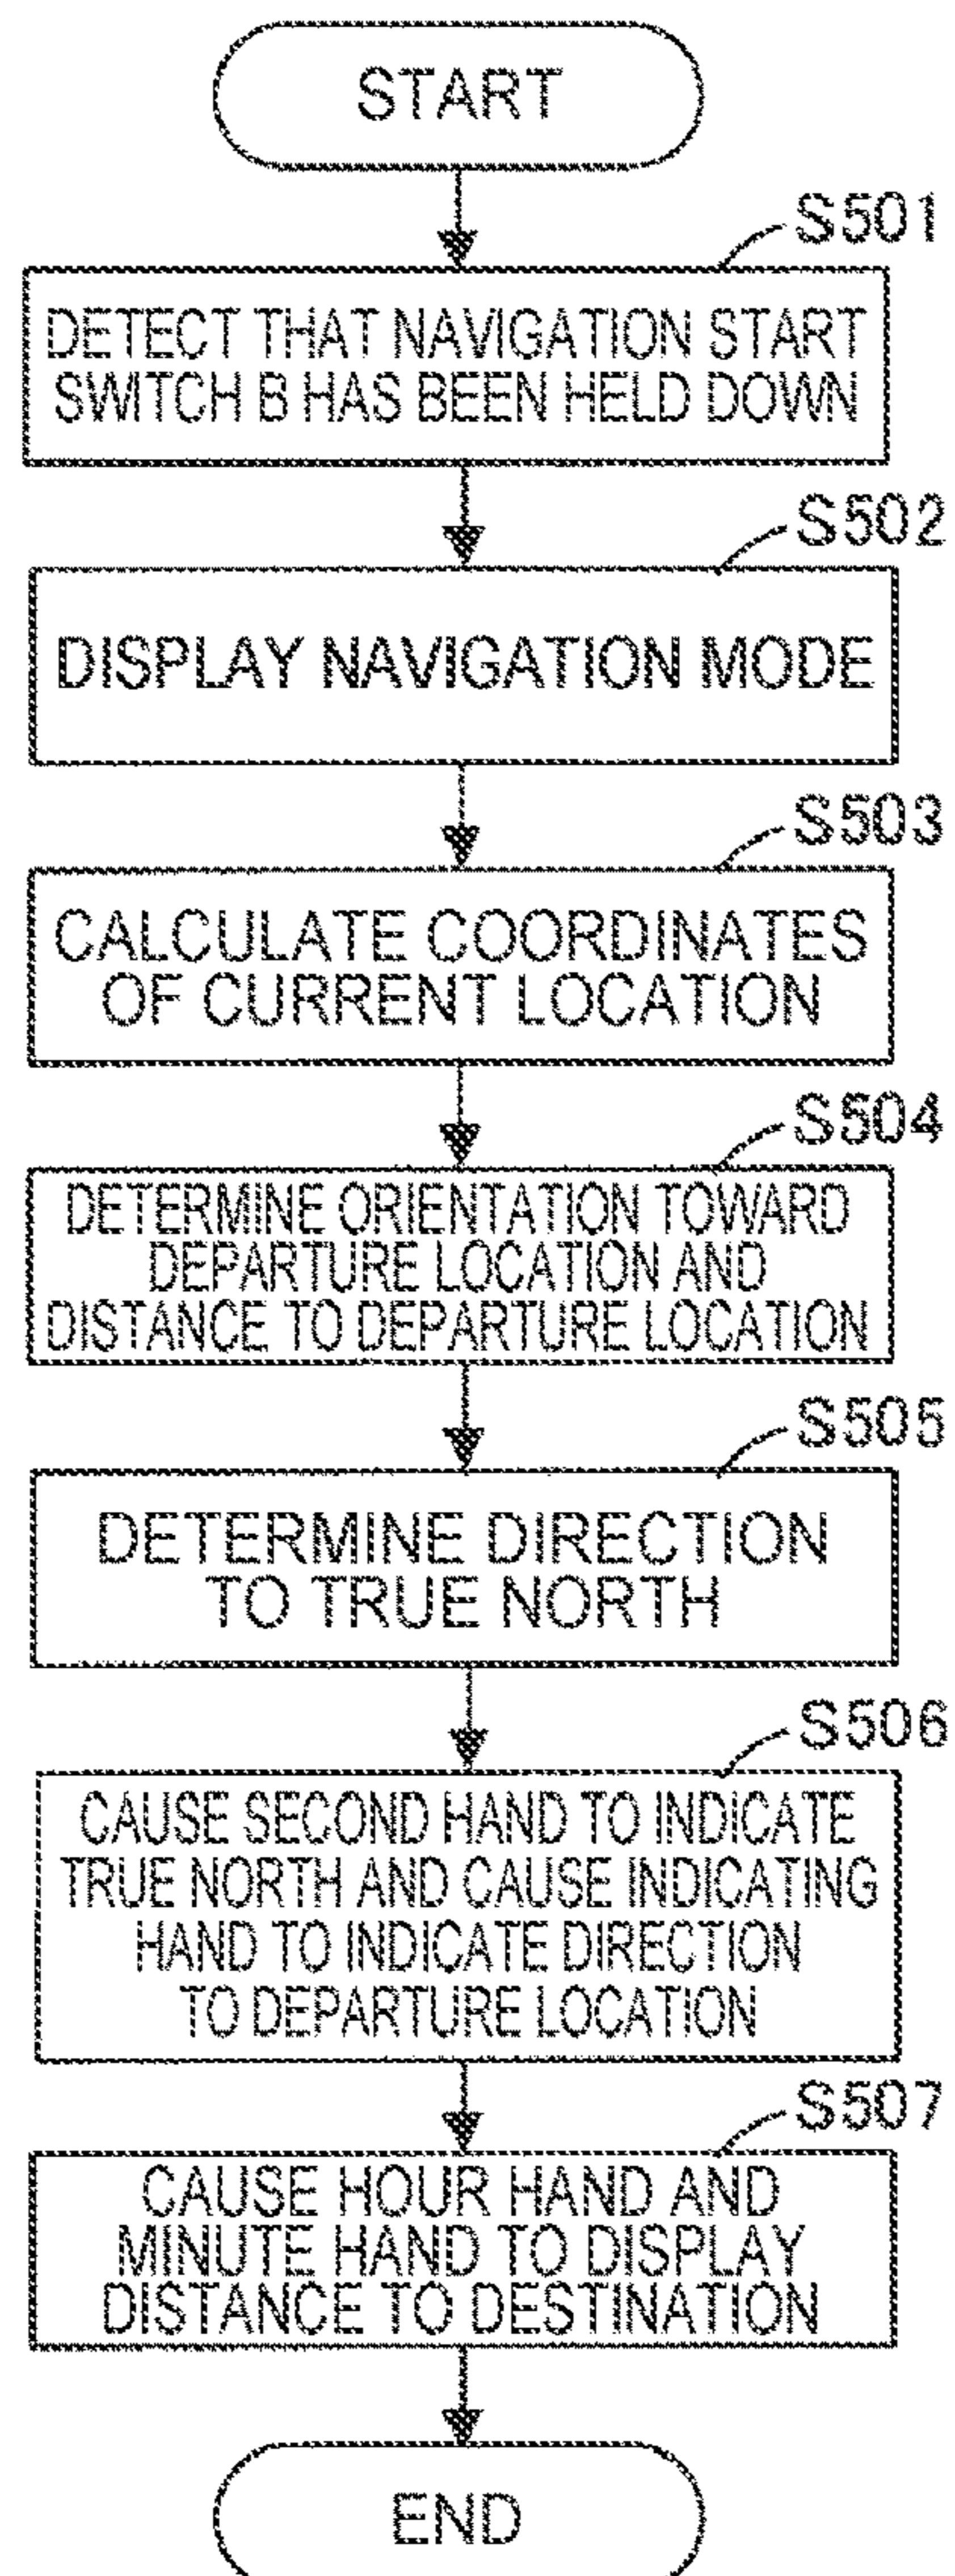 START
S501
DETECT THAT NAVIGATION START
SWITCH B HAS BEEN HELD DOWN
S502
DISPLAY NAVIGATION MODE
S503
CALCULATE COORDINATES
OF CURRENT LOCATION
S504
DETERMINE ORIENTATION TOWARD
DEPARTURE LOCATION AND
DISTANCE TO DEPARTURE LOCATION
S505
DETERMINE DIRECTION
TO TRUE NORTH
S506
CAUSE SECOND HAND TO INDICATE
TRUE NORTH AND CAUSE INDICATING
HAND TO INDICATE DIRECTION
TO DEPARTURE LOCATION
S507
CAUSE HOUR HAND AND
MINUTE HAND TO DISPLAY
DISTANCE TO DESTINATION
END